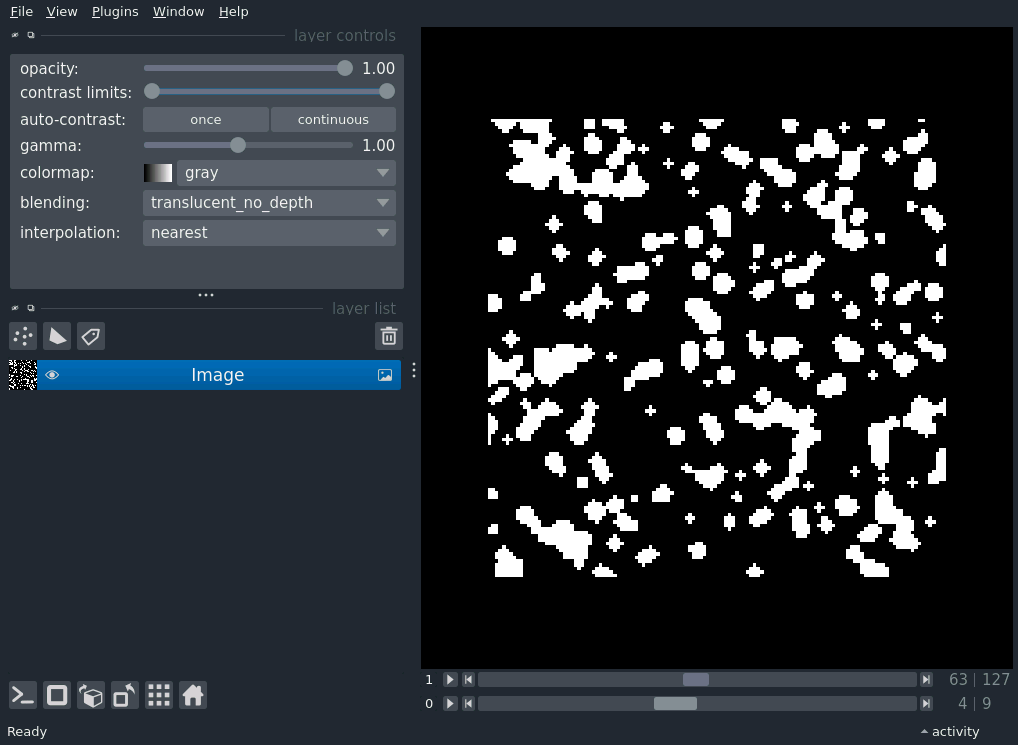 File View Plugins Window Help
layer controls
opacity: 1.00
contrast limits:
auto-contrast: once continuous
gamma: 1.00
colormap: gray
blending: translucent_no_depth
interpolation: nearest
layer list
Image
1 63 | 127
0 4 | 9
Ready activity